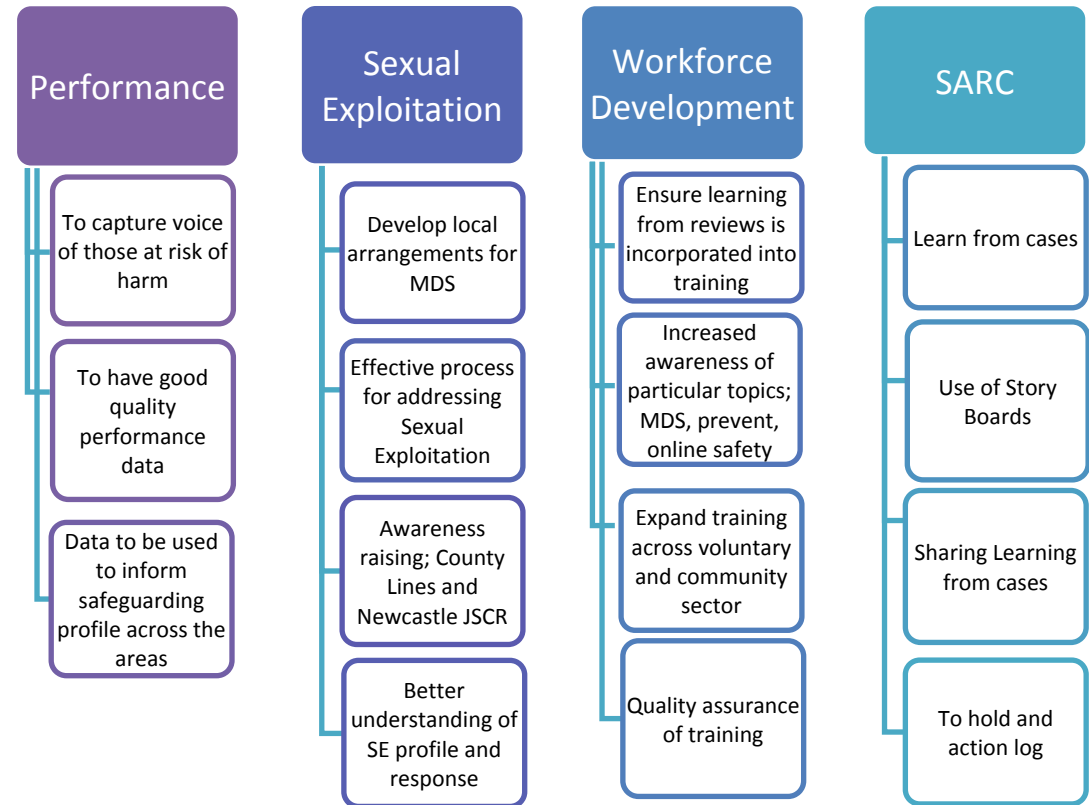 Performance
To capture voice
of those at risk of
harm
To have good
quality
performance
data
Data to be used
to inform
safeguarding
profile across the
areas
Sexual
Exploitation
Develop local
arrangements for
MDS
Effective process
for addressing
Sexual
Exploitation
Awareness
raising; County
Lines and
Newcastle JSCR
Better
understanding of
SE profile and
response
Workforce
Development
Ensure learning
from reviews is
incorporated into
training
Increased
awareness of
particular topics;
MDS, prevent,
online safety
Expand training
across voluntary
and community
sector
Quality assurance
of training
SARC
Learn from cases
Use of Story
Boards
Sharing Learning
from cases
To hold and
action log